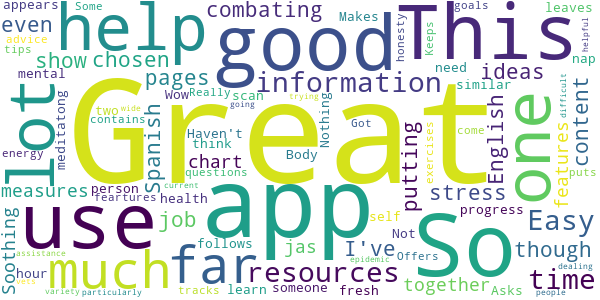 appears Some combating Makes goals
even help good This honesty leaves
tips
advice show chosen Keeps helpful
mental Wow pages information need ideas nap
lot meditatong two Really scan similar
wide Great Nothing one content difficult
contains Haven't going trying Got English features
energy think Body putting exercises come puts
Spanish chart questions stress
measures person app So progress
use feartures health current job self Easy
Soothing assistance follows jas I've Not though
hour much far resources Offers together Asks time
vers tracks learn someone fresh epidemic dealing
variety particularly people